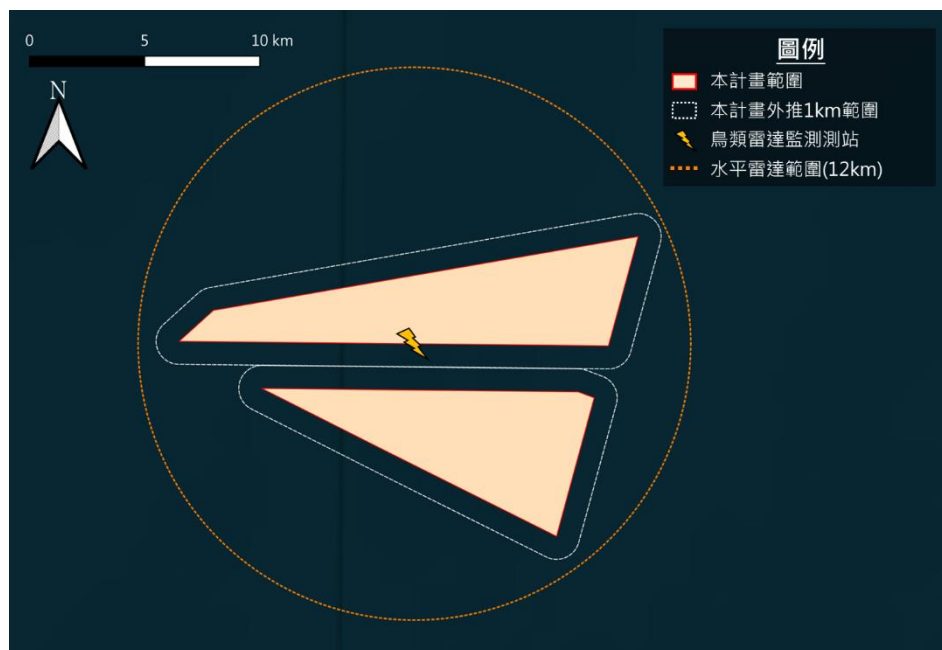 0 5 10 km
N
圖例
本計畫範圍
本計畫外推1km範圍
鳥類雷達監測測站
水平雷達範圍(12km)